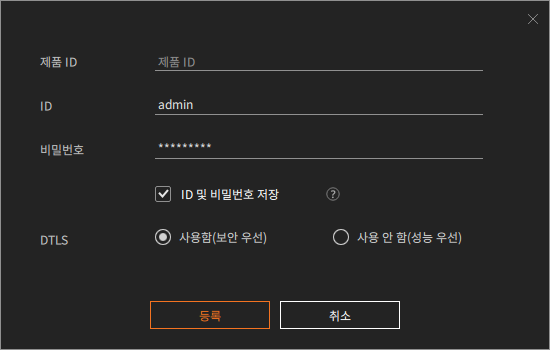 제품 ID 제품 ID
ID admin
비밀번호 *********
ID 및 비밀번호 저장 ?
DTLS 사용함(보안 우선) 사용 안 함(성능 우선)
등록 취소